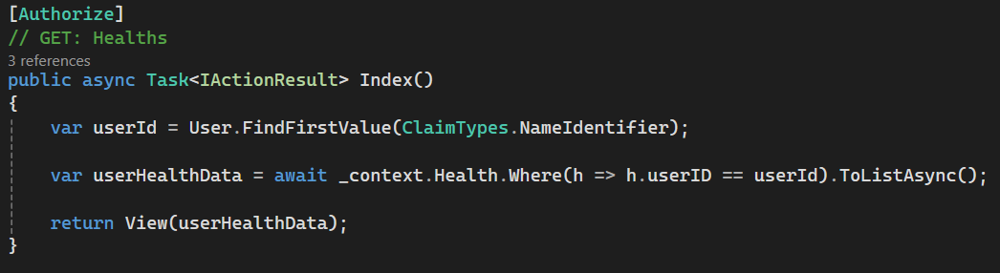 [Authorize]
// GET: Healths
3 references
public async Task<IActionResult> Index()
{
var userId = User.FindFirstValue(ClaimTypes.NameIdentifier);
var userHealthData = await _context.Health.Where(h => h.userID == userId).ToListAsync();
return View(userHealthData);
}